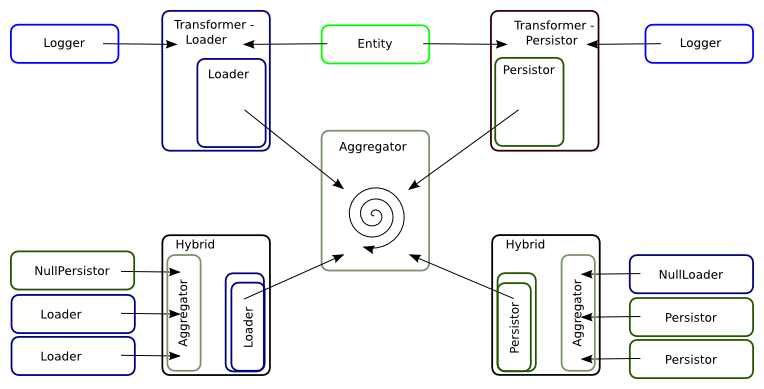 Logger
Transformer -
Loader
Loader
Entity
Transformer -
Persistor
Persistor
Logger
Aggregator
Hybrid
NullPersistor
Loader
Loader
Aggregator
Loader
Hybrid
Persistor
Aggregator
NullLoader
Persistor
Persistor